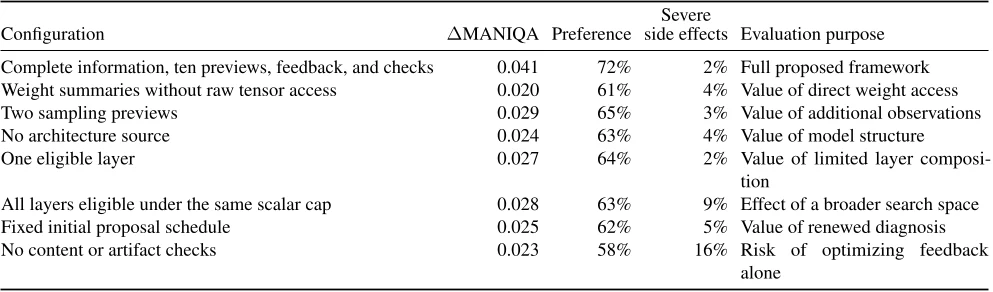 Severe
Configuration ΔMANIQA Preference side effects Evaluation purpose
Complete information, ten previews, feedback, and checks 0.041 72% 2% Full proposed framework
Weight summaries without raw tensor access 0.020 61% 4% Value of direct weight access
Two sampling previews 0.029 65% 3% Value of additional observations
No architecture source 0.024 63% 4% Value of model structure
One eligible layer 0.027 64% 2% Value of limited layer composi-
tion
All layers eligible under the same scalar cap 0.028 63% 9% Effect of a broader search space
Fixed initial proposal schedule 0.025 62% 5% Value of renewed diagnosis
No content or artifact checks 0.023 58% 16% Risk of optimizing feedback
alone